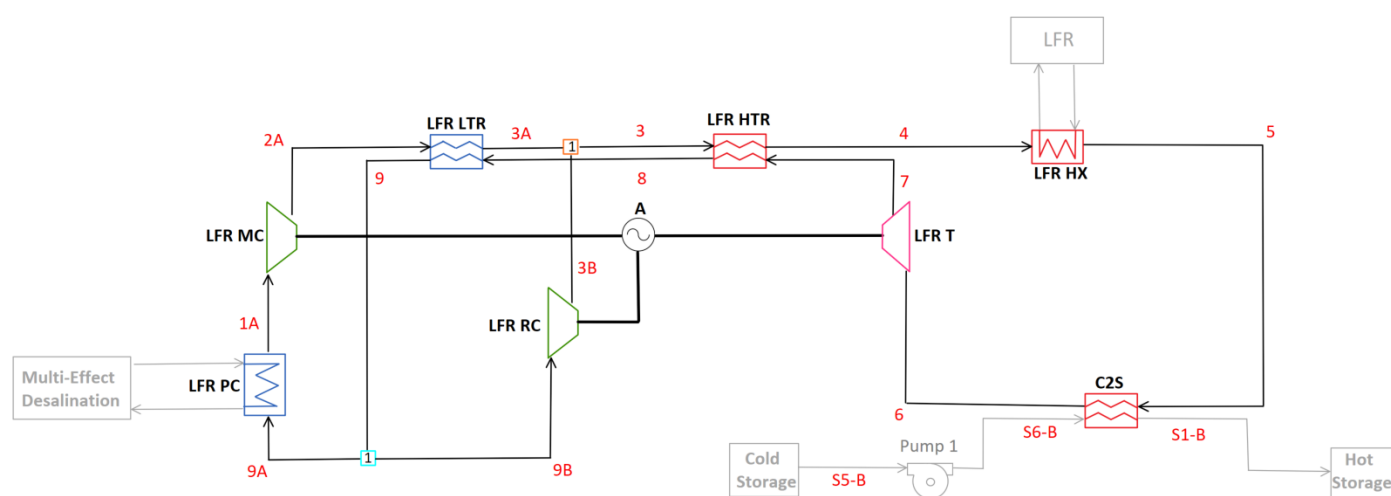 LFR
LFR LTR
LFR HTR
2A
3A
1
3
4
5
9
8
7
LFR HX
A
LFR MC
LFR T
3B
1A
LFR RC
Multi-Effect
Desalination
LFR PC
C2S
6
S6-B
S1-B
Pump 1
9A
1
9B
Cold
Storage
S5-B
Hot
Storage